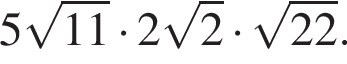 5√11 · 2√2 · √22.